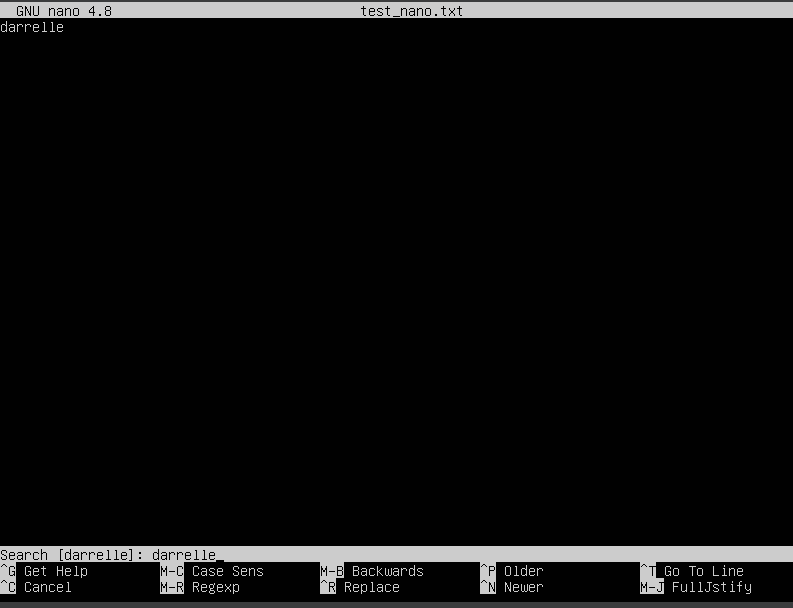 GNU nano 4.8 test_nano.txt
darrelle
Search [darrelle]: darrelle_
^G Get Help M-C Case Sens M-B Backwards ^P Older ^T Go To Line
^C Cancel M-R Regexp ^R Replace ^N Newer M-J FullJstify